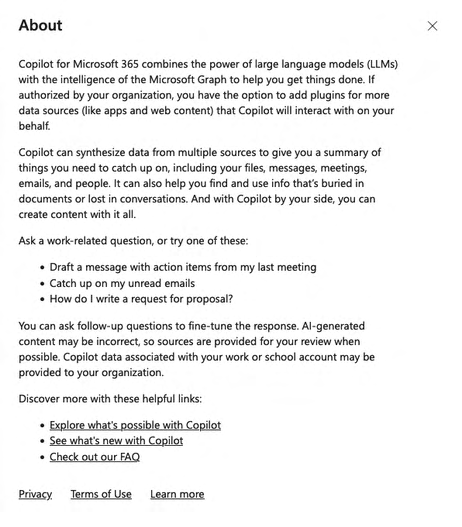 About
Copilot for Microsoft 365 combines the power of large language models (LLMs)
with the intelligence of the Microsoft Graph to help you get things done. If
authorized by your organization, you have the option to add plugins for more
data sources (like apps and web content) that Copilot will interact with on your
behalf.
Copilot can synthesize data from multiple sources to give you a summary of
things you need to catch up on, including your files, messages, meetings,
emails, and people. It can also help you find and use info that's buried in
documents or lost in conversations. And with Copilot by your side, you can
create content with it all.
Ask a work-related question, or try one of these:
• Draft a message with action items from my last meeting
• Catch up on my unread emails
• How do I write a request for proposal?
You can ask follow-up questions to fine-tune the response. AI-generated
content may be incorrect, so sources are provided for your review when
possible. Copilot data associated with your work or school account may be
provided to your organization.
Discover more with these helpful links:
• Explore what's possible with Copilot
• See what's new with Copilot
• Check out our FAQ
Privacy Terms of Use Learn more